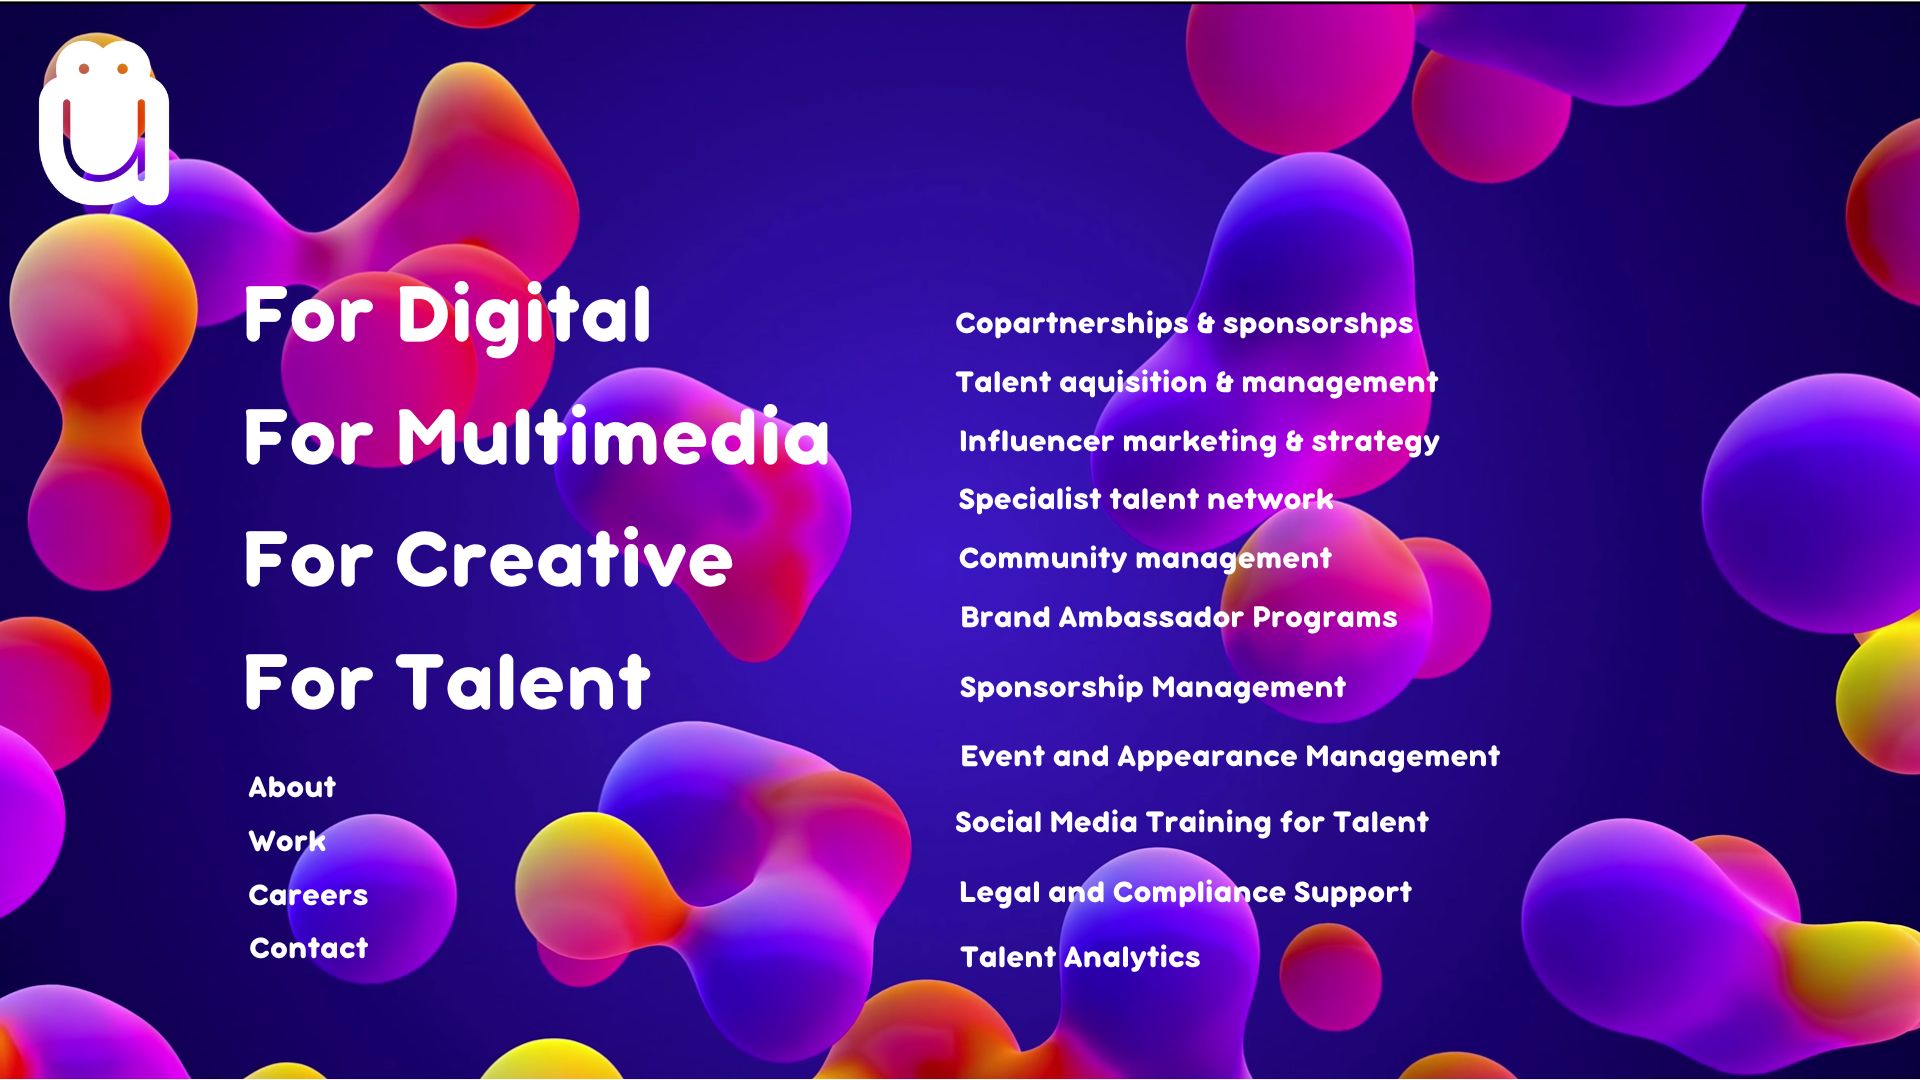 ü
For Digital
For Multimedia
For Creative
For Talent
About
Work
Careers
Contact
Copartnerships & sponsorshps
Talent aquisition & management
Influencer marketing & strategy
Specialist talent network
Community management
Brand Ambassador Programs
Sponsorship Management
Event and Appearance Management
Social Media Training for Talent
Legal and Compliance Support
Talent Analytics